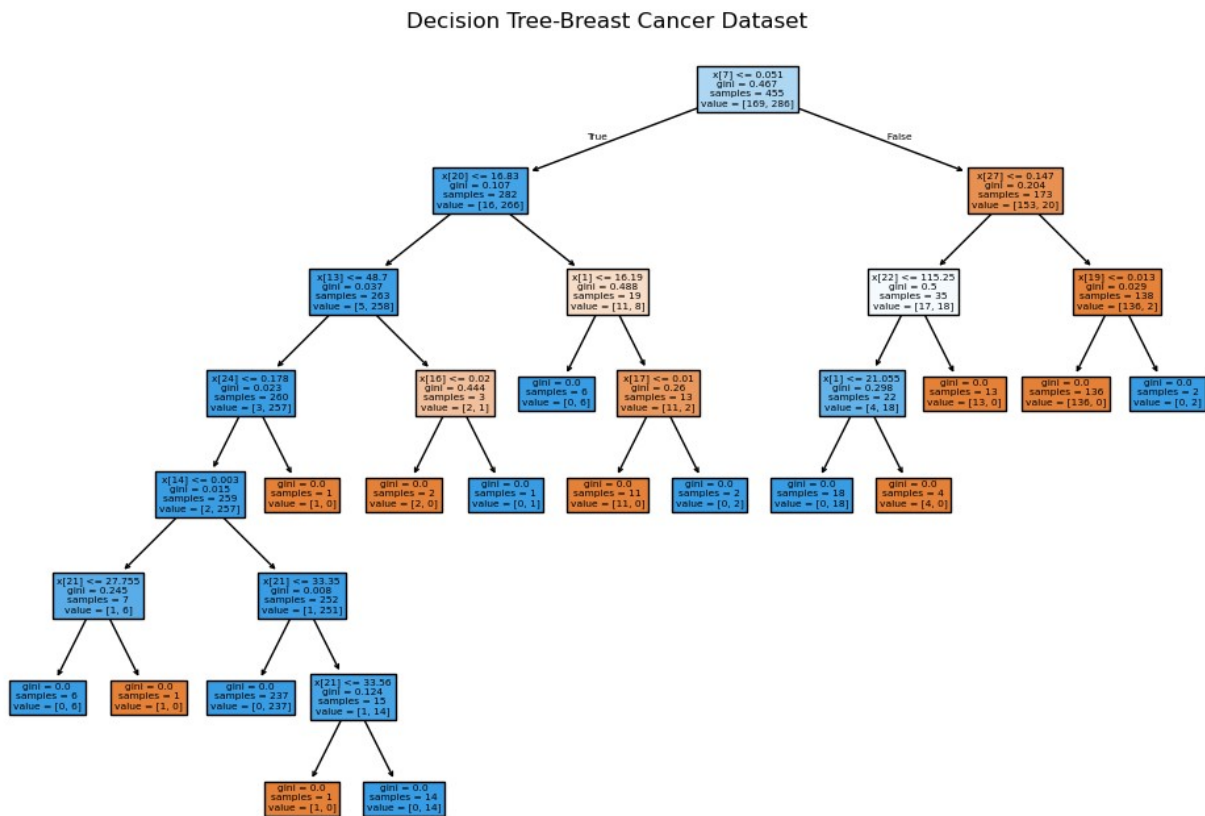 Decision Tree-Breast Cancer Dataset
x[7] <= 0.051
gini = 0.467
samples = 455
value = [169, 286]
True
False
x[20] <= 16.83
gini = 0.107
samples = 282
value = [16, 266]
x[27] <= 0.147
gini = 0.204
samples = 173
value = [153, 20]
x[13] <= 48.7
gini = 0.037
samples = 263
value = [5, 258]
x[1] <= 16.19
gini = 0.488
samples = 19
value = [11, 8]
x[22] <= 115.25
gini = 0.5
samples = 35
value = [17, 18]
x[19] <= 0.013
gini = 0.029
samples = 138
value = [136, 2]
x[24] <= 0.178
gini = 0.023
samples = 260
value = [3, 257]
x[16] <= 0.02
gini = 0.444
samples = 3
value = [2, 1]
gini = 0.0
samples = 6
value = [0, 6]
x[17] <= 0.01
gini = 0.26
samples = 13
value = [11, 2]
x[1] <= 21.055
gini = 0.298
samples = 22
value = [4, 18]
gini = 0.0
samples = 13
value = [13, 0]
gini = 0.0
samples = 136
value = [136, 0]
gini = 0.0
samples = 2
value = [0, 2]
x[14] <= 0.003
gini = 0.015
samples = 259
value = [2, 257]
gini = 0.0
samples = 1
value = [1, 0]
gini = 0.0
samples = 2
value = [2, 0]
gini = 0.0
samples = 1
value = [0, 1]
gini = 0.0
samples = 11
value = [11, 0]
gini = 0.0
samples = 2
value = [0, 2]
gini = 0.0
samples = 18
value = [0, 18]
gini = 0.0
samples = 4
value = [4, 0]
x[21] <= 27.755
gini = 0.245
samples = 7
value = [1, 6]
x[21] <= 33.35
gini = 0.008
samples = 252
value = [1, 251]
gini = 0.0
samples = 6
value = [0, 6]
gini = 0.0
samples = 1
value = [1, 0]
gini = 0.0
samples = 237
value = [0, 237]
x[21] <= 33.56
gini = 0.124
samples = 15
value = [1, 14]
gini = 0.0
samples = 1
value = [1, 0]
gini = 0.0
samples = 14
value = [0, 14]